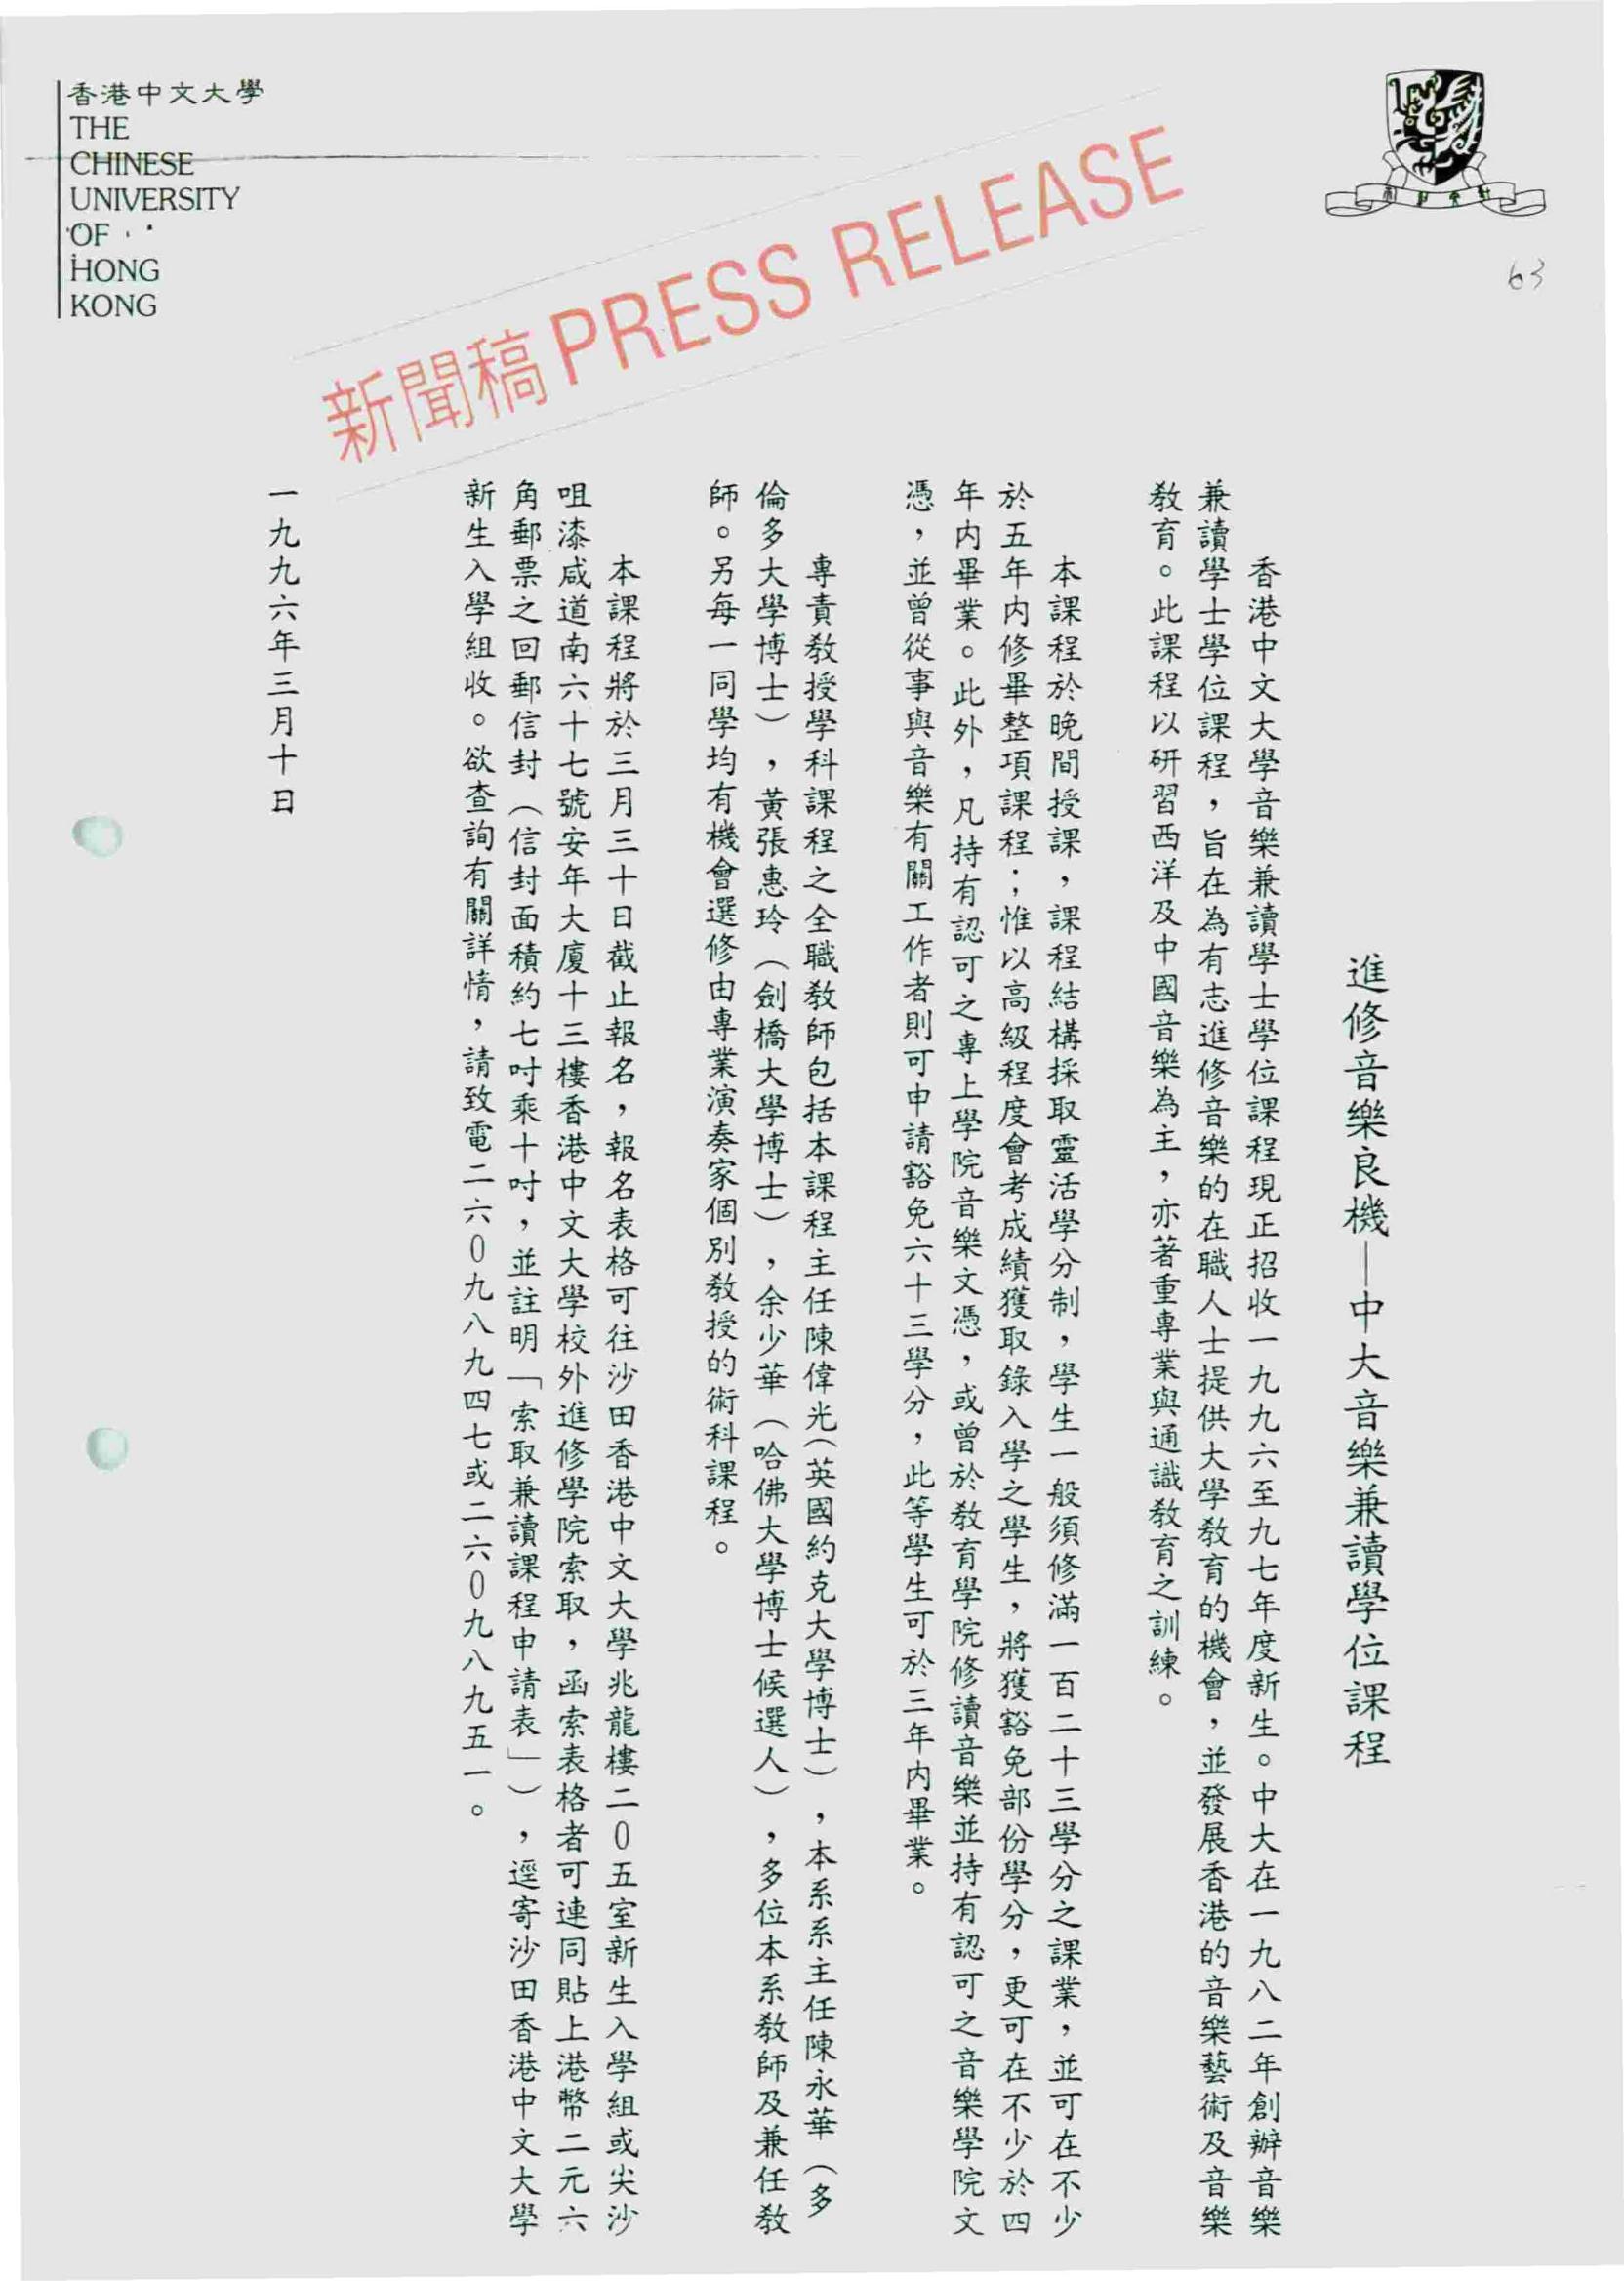 香港中文大學
THE
CHINESE
UNIVERSITY
OF
HONG
KONG
63
新聞稿 PRESS RELEASE
進修音樂良機—中大音樂兼讀學位課程
香港中文大學音樂兼讀學士學位課程現正招收一九九六至九七年度新生。中大在一九八二年創辦音樂
兼讀學士學位課程，旨在為有志進修音樂的在職人士提供大學教育的機會，並發展香港的音樂藝術及音樂
教育。此課程以研習西洋及中國音樂為主，亦著重專業與通識教育之訓練。
本課程於晚間授課，課程結構採取靈活學分制，學生一般須修滿一百二十三學分之課業，並可在不少
於五年內修畢整項課程；惟以高級程度會考成績獲取錄入學之學生，將獲豁免部份學分，更可在不少於四
年內畢業。此外，凡持有認可之專上學院音樂文憑，或曾於教育學院修讀音樂並持有認可之音樂學院文
憑，並曾從事與音樂有關工作者則可申請豁免六十三學分，此等學生可於三年內畢業。
專責教授學科課程之全職教師包括本課程主任陳偉光（英國約克大學博士），本系系主任陳永華（多
倫多大學博士），黃張惠玲（劍橋大學博士），余少華（哈佛大學博士候選人），多位本系教師及兼任教
師。另每一同學均有機會選修由專業演奏家個別教授的術科課程。
本課程將於三月三十日截止報名，報名表格可往沙田香港中文大學兆龍樓二0五室新生入學組或尖沙
咀漆咸道南六十七號安年大廈十三樓香港中文大學校外進修學院索取，函索表格者可連同貼上港幣二元六
角郵票之回郵信封（信封面積約七吋乘十吋，並註明「索取兼讀課程申請表」），逕寄沙田香港中文大學
新生入學組收。欲查詢有關詳情，請致電二六0九八九四七或二六0九八九五一。
一九九六年三月十日